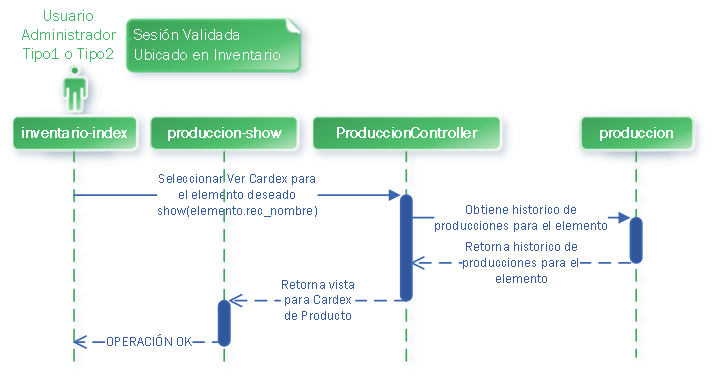 Usuario
Administrador
Tipo1 o Tipo2
Sesión Validada
Ubicado en Inventario
inventario-index
produccion-show
ProduccionController
produccion
Seleccionar Ver Cardex para
el elemento deseado
show(elemento.rec_nombre)
Obtiene historico de
producciones para el elemento
Retorna historico de
producciones para el
elemento
Retorna vista
para Cardex
de Producto
OPERACIÓN OK